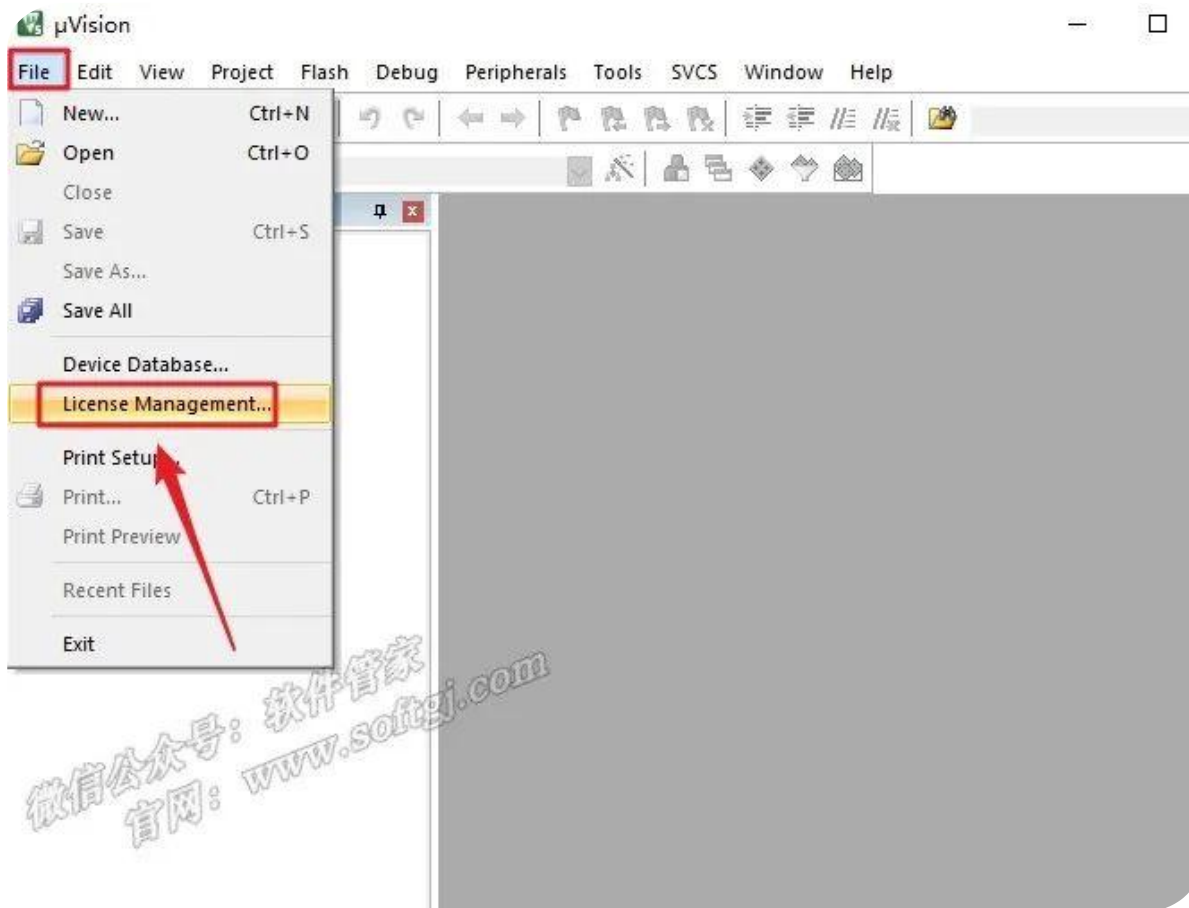 µVision
File Edit View Project Flash Debug Peripherals Tools SVCS Window Help
New... Ctrl+N
Open Ctrl+O
Close
Save Ctrl+S
Save As...
Save All
Device Database...
License Management...
Print Setup...
Print... Ctrl+P
Print Preview
Recent Files
Exit
微信公众号：软件管家
官网：www.softgj.com